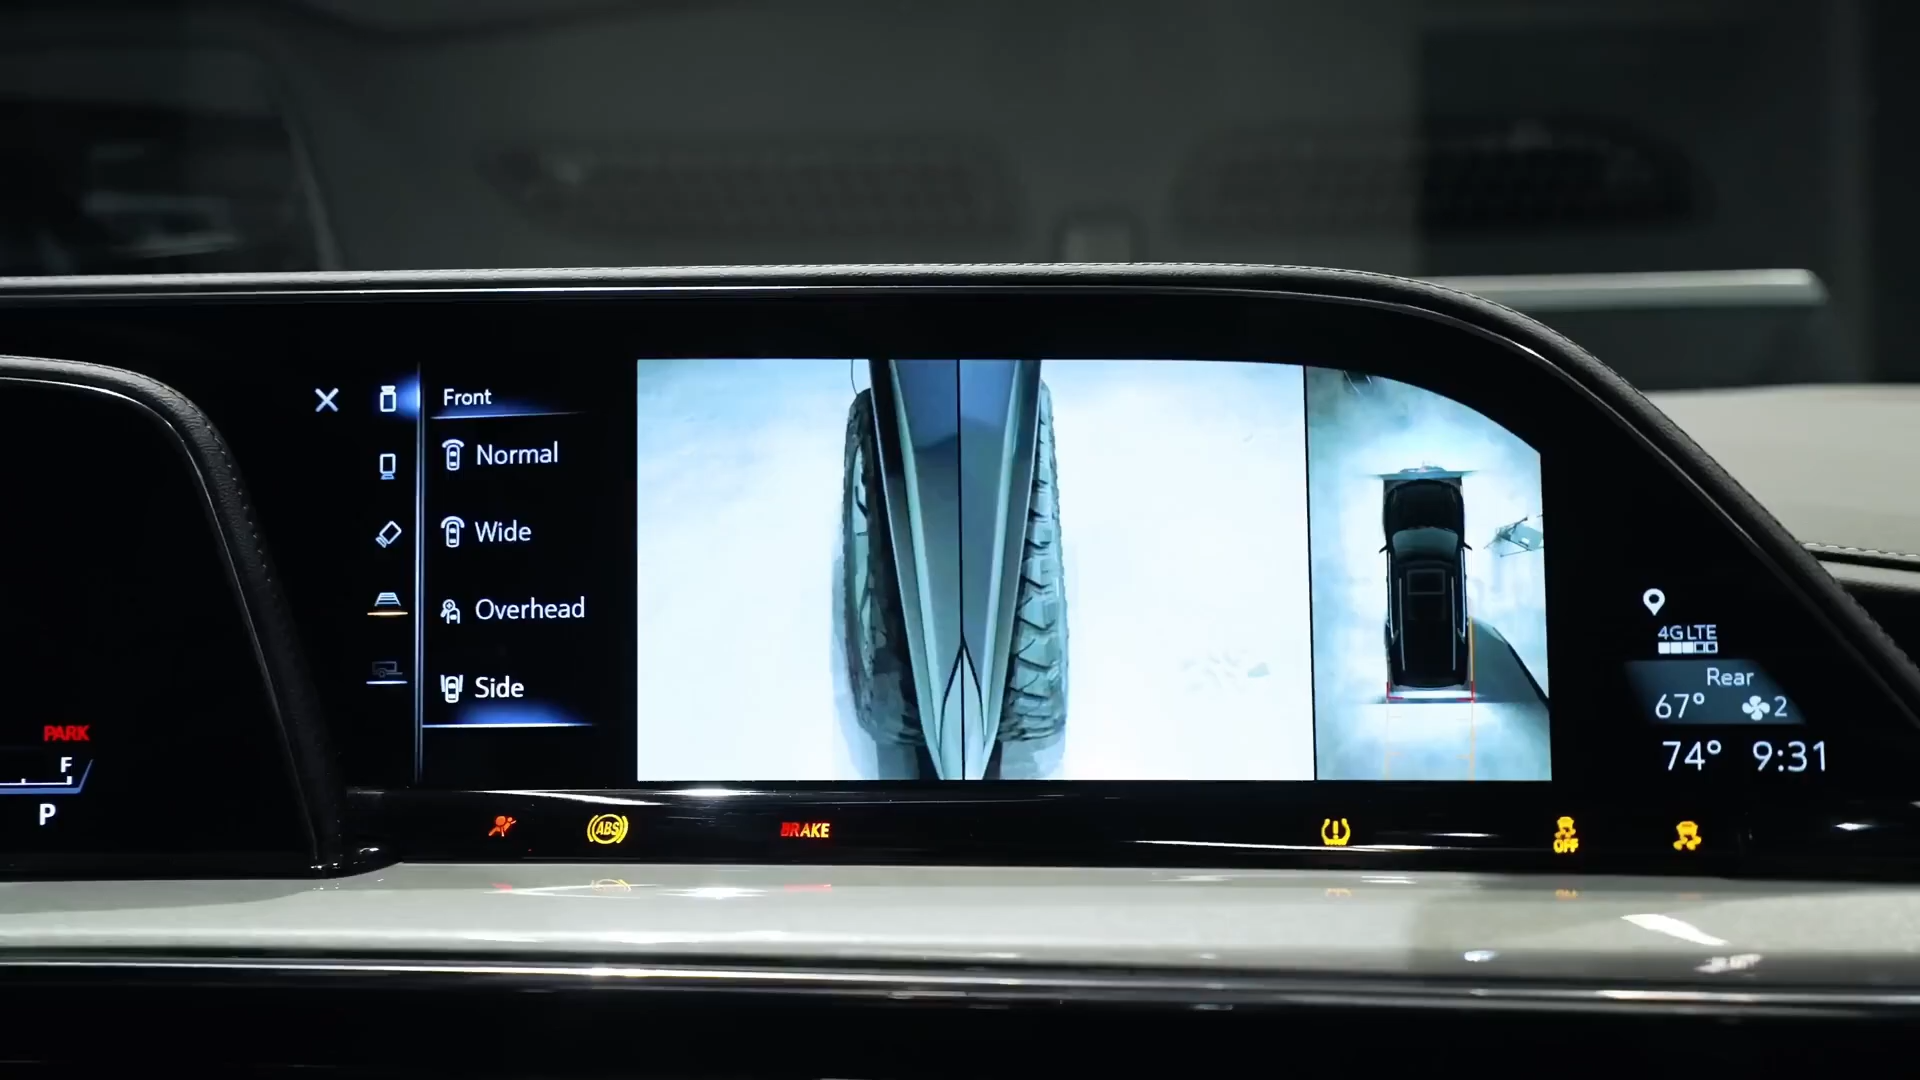 Front
Normal
Wide
Overhead
Side
PARK
F
P
4G LTE
Rear
67° 2
74° 9:31
ABS
BRAKE
OFF